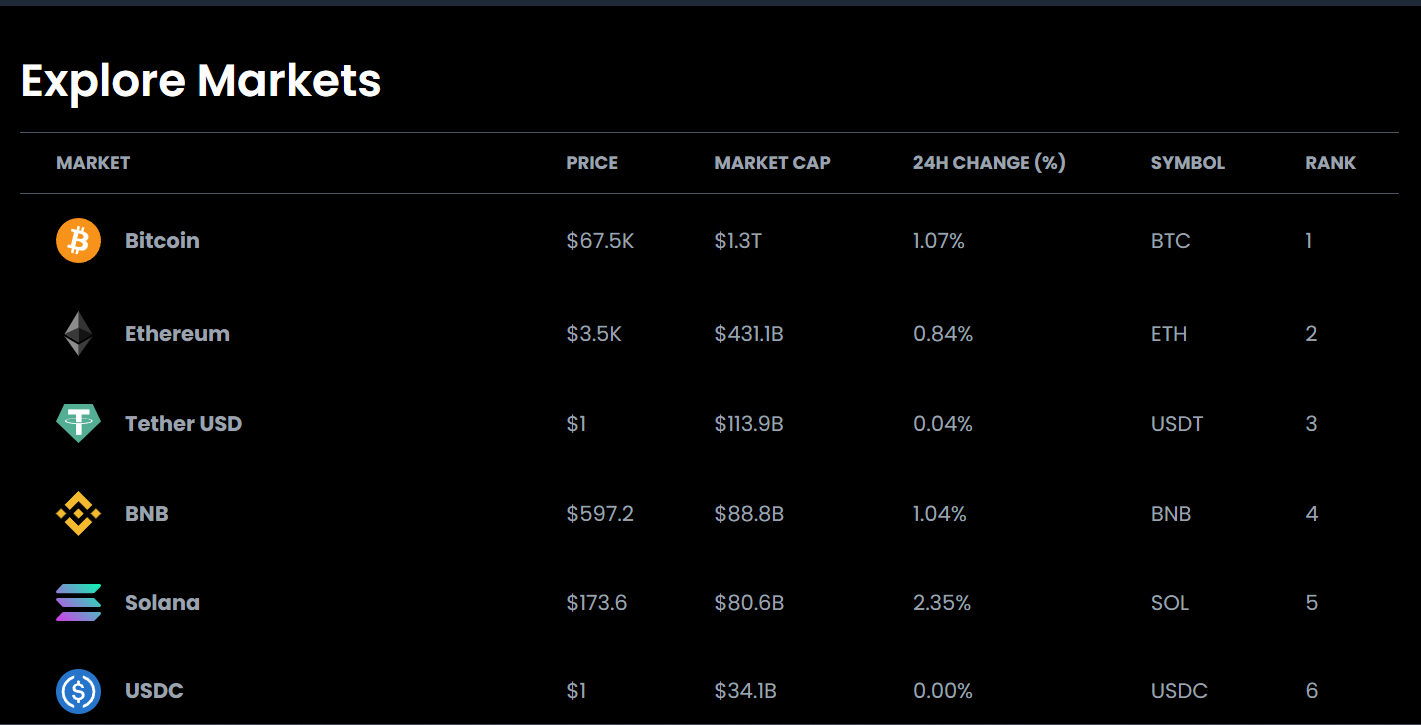 Explore Markets
MARKET PRICE MARKET CAP 24H CHANGE (%) SYMBOL RANK
Bitcoin $67.5K $1.3T 1.07% BTC 1
Ethereum $3.5K $431.1B 0.84% ETH 2
Tether USD $1 $113.9B 0.04% USDT 3
BNB $597.2 $88.8B 1.04% BNB 4
Solana $173.6 $80.6B 2.35% SOL 5
USDC $1 $34.1B 0.00% USDC 6